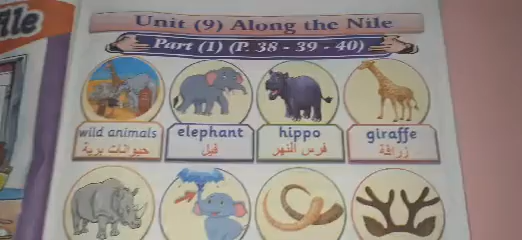 Unit (9) Along the Nile
Part (1) (P. 38 - 39 - 40)
wild animals elephant hippo giraffe
حيوانات برية فيل فرس النهر زرافة